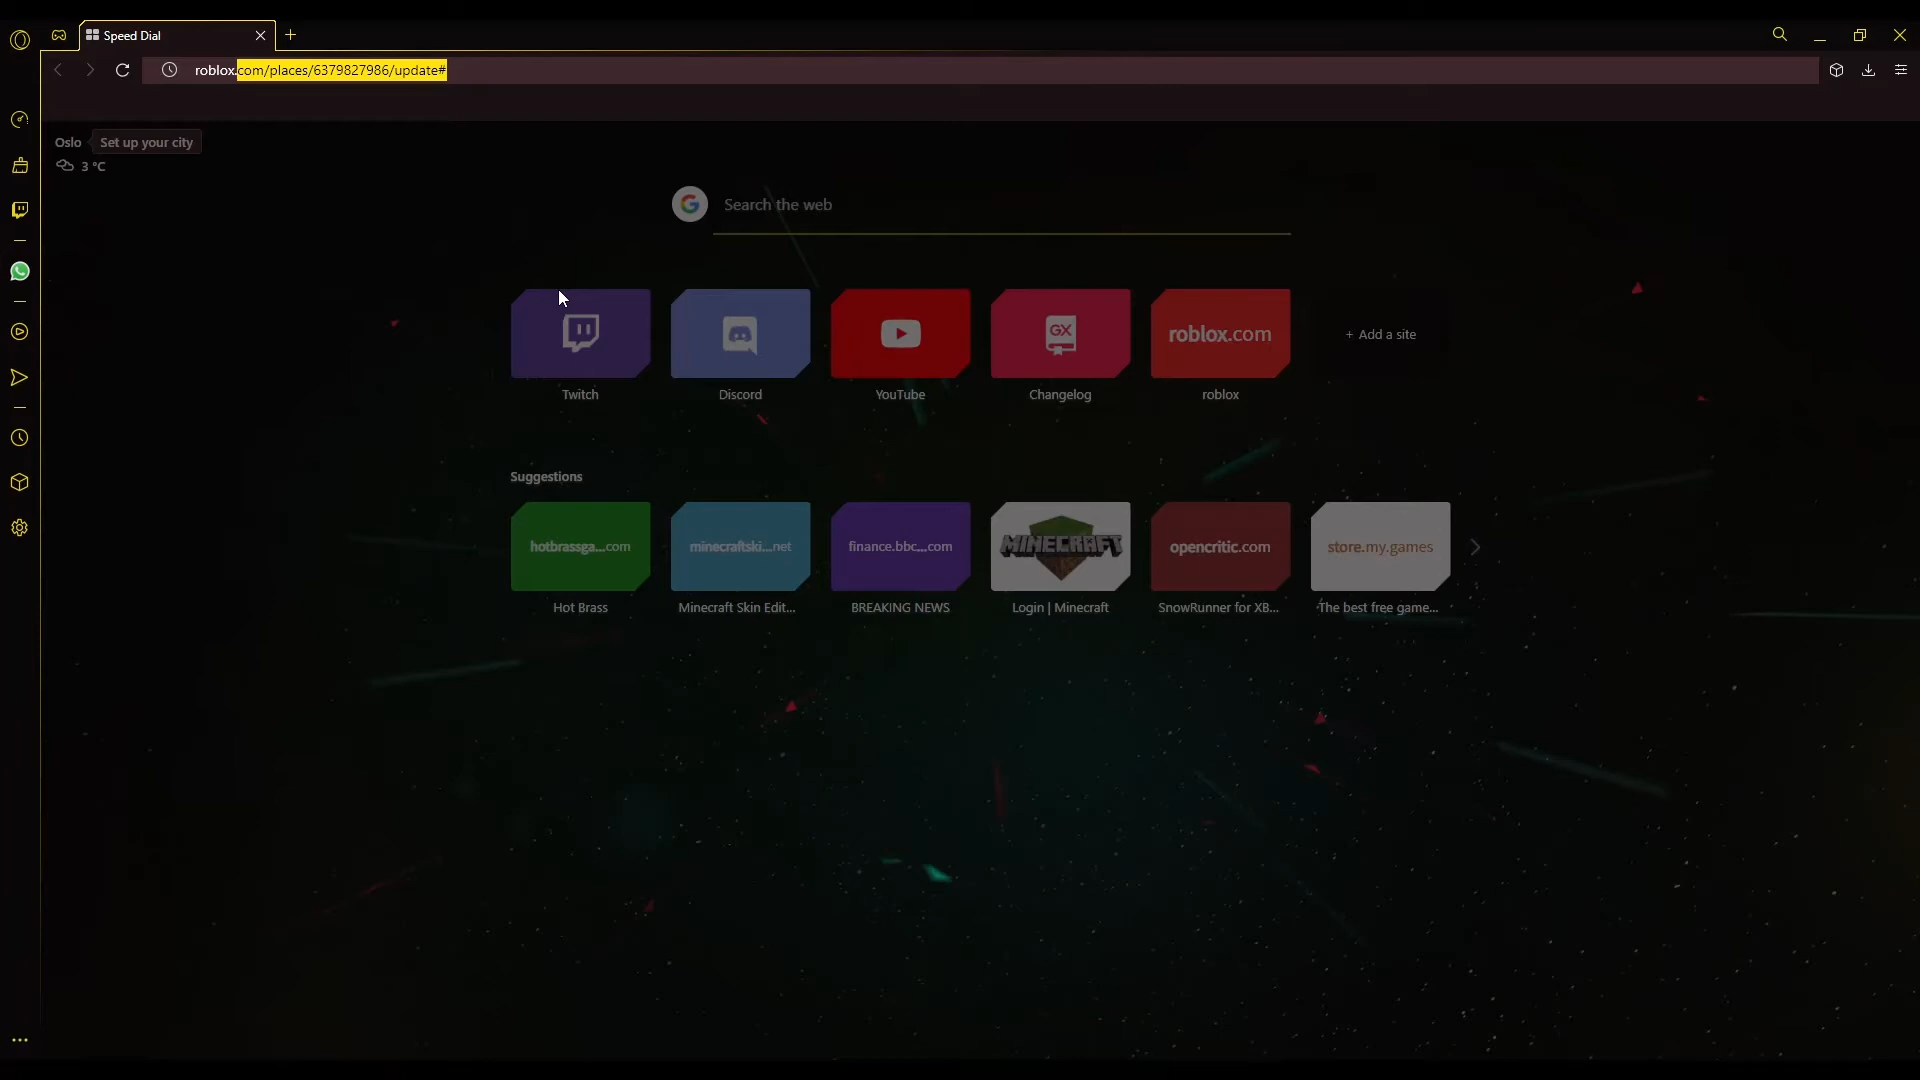 Speed Dial
roblox.com/places/6379827986/update#
Oslo
Set up your city
3 °C
Search the web
GX
roblox.com
+ Add a site
Twitch
Discord
YouTube
Changelog
roblox
Suggestions
hotbrassga...com
minecraftski...net
finance.bbc...com
MINECRAFT
opencritic.com
store.my.games
Hot Brass
Minecraft Skin Edit...
BREAKING NEWS
Login | Minecraft
SnowRunner for XB...
The best free game...